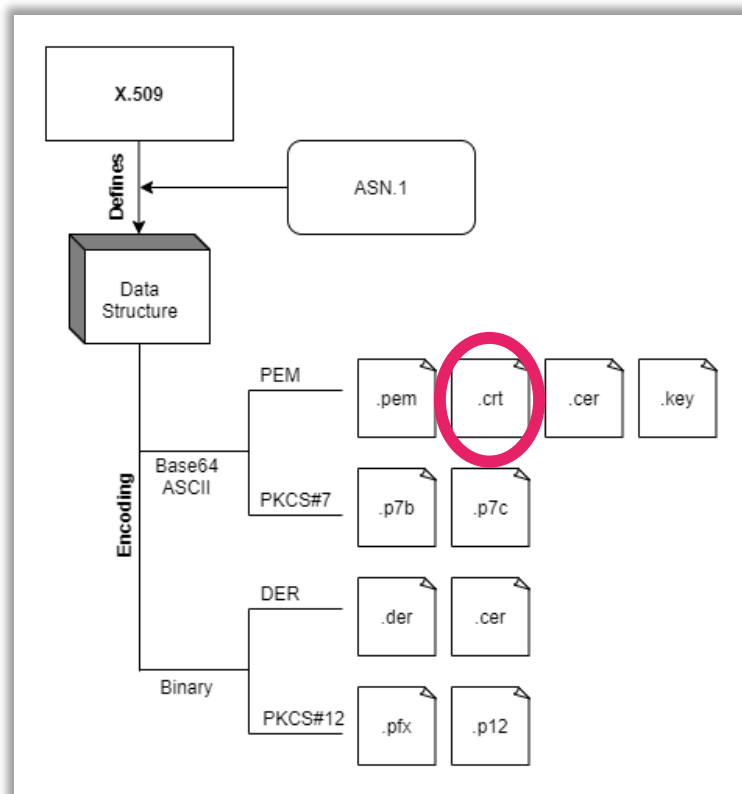 X.509
Defines
ASN.1
Data
Structure
PEM
.pem
.crt
.cer
.key
Base64
ASCII
PKCS#7
.p7b
.p7c
Encoding
DER
.der
.cer
Binary
PKCS#12
.pfx
.p12